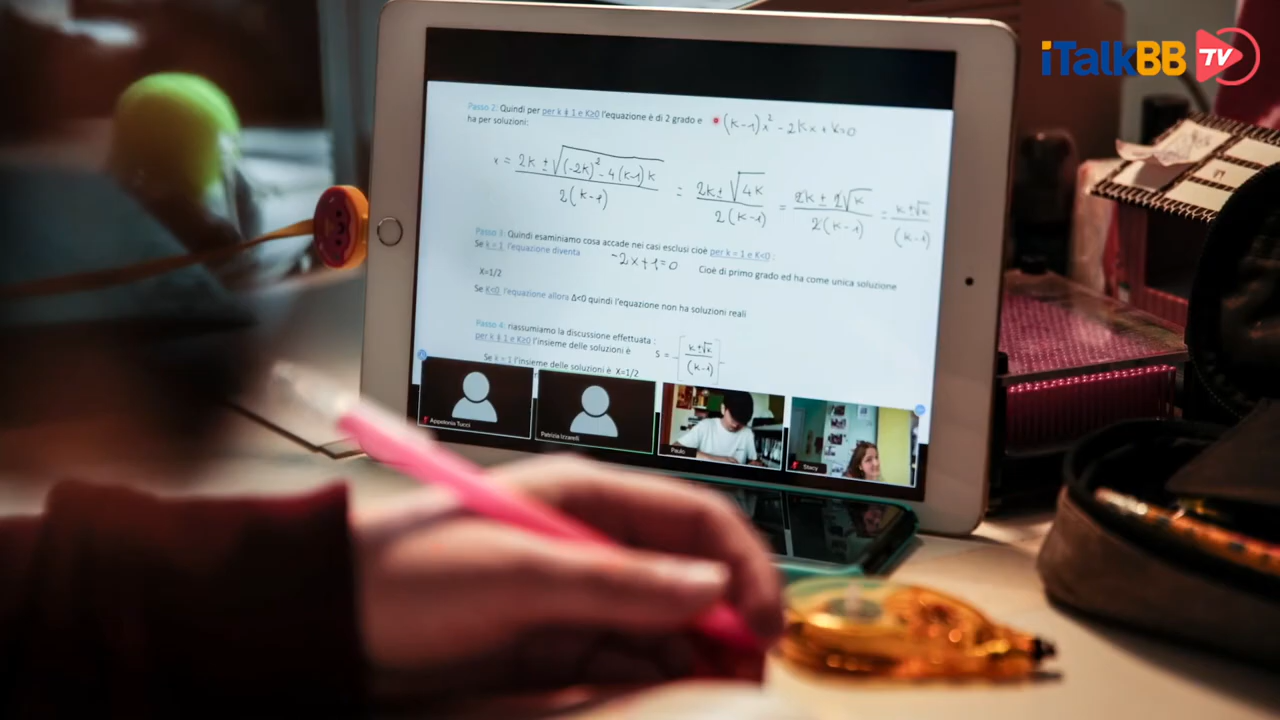 iTalkBB TV
Passo 2: Quindi per per k ≠ 1 e K≥0 l'equazione è di 2 grado e (k-1)x² - 2kx + k=0
ha per soluzioni:
x = 2k ± √(-2k)² - 4(k-1)k / 2(k-1) = 2k ± √4k / 2(k-1) = 2k ± 2√k / 2(k-1) = k±√k / (k-1)
Passo 3: Quindi esaminiamo cosa accade nei casi esclusi cioè per k = 1 e K<0 :
Se k = 1 l'equazione diventa -2x+1=0 Cioè di primo grado ed ha come unica soluzione
X=1/2
Se K<0 l'equazione allora Δ<0 quindi l'equazione non ha soluzioni reali
Passo 4: riassumiamo la discussione effettuata :
per k ≠ 1 e K≥0 l'insieme delle soluzioni è S = [k±√k / (k-1)]
Se k = 1 l'insieme delle soluzioni è X=1/2
Appolonia Tucci
Patrizia Izzarelli
Paulo
Stacy